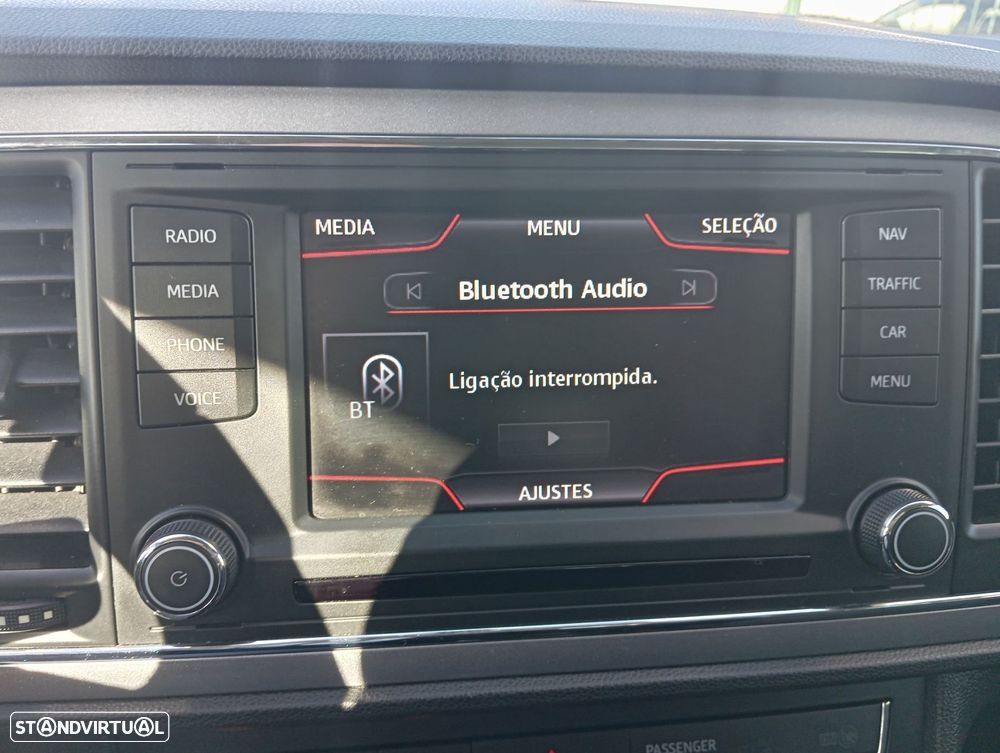 RADIO
MEDIA
PHONE
VOICE
MEDIA
MENU
SELEÇÃO
Bluetooth Audio
BT
Ligação interrompida.
AJUSTES
NAV
TRAFFIC
CAR
MENU
PASSENGER
STANDVIRTUAL